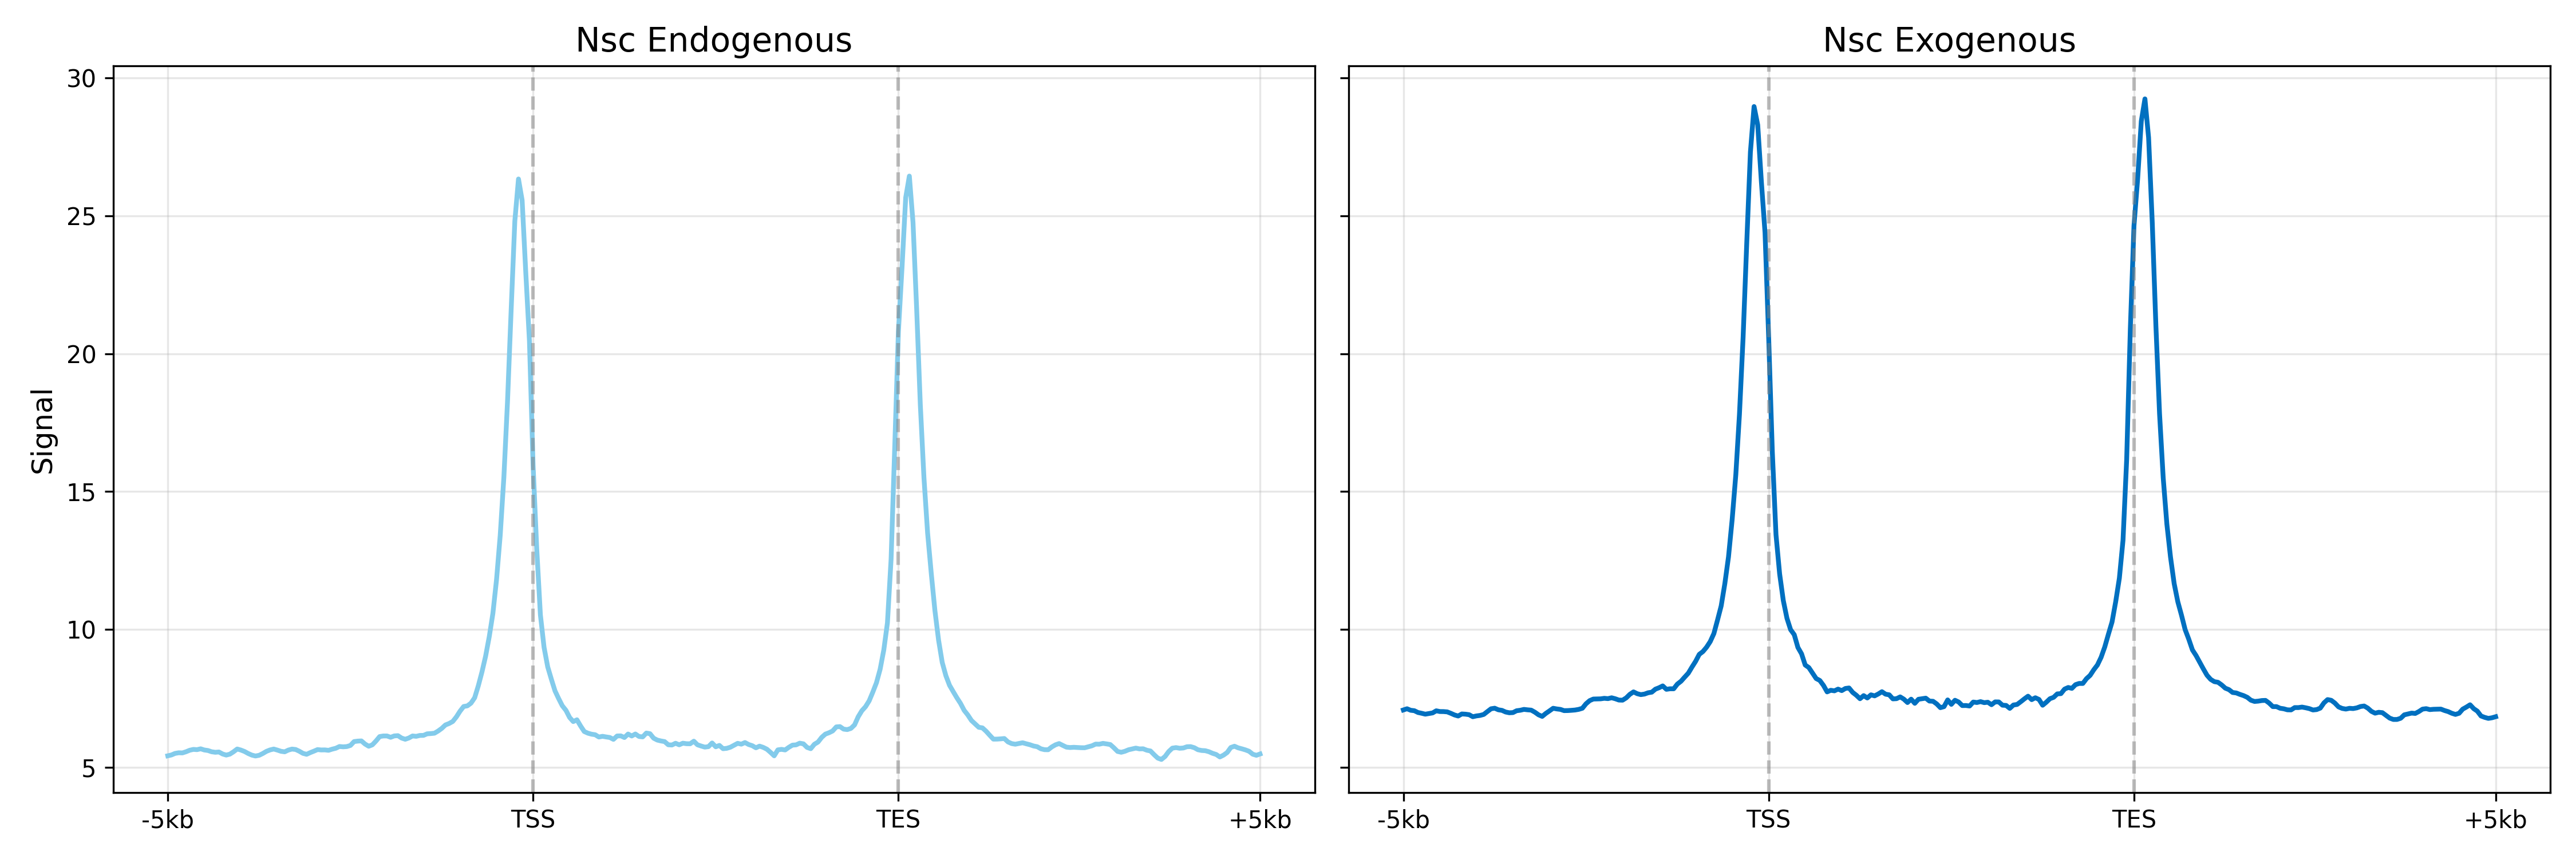 Nsc Endogenous
Nsc Exogenous
Signal
30
25
20
15
10
5
-5kb
TSS
TES
+5kb
-5kb
TSS
TES
+5kb